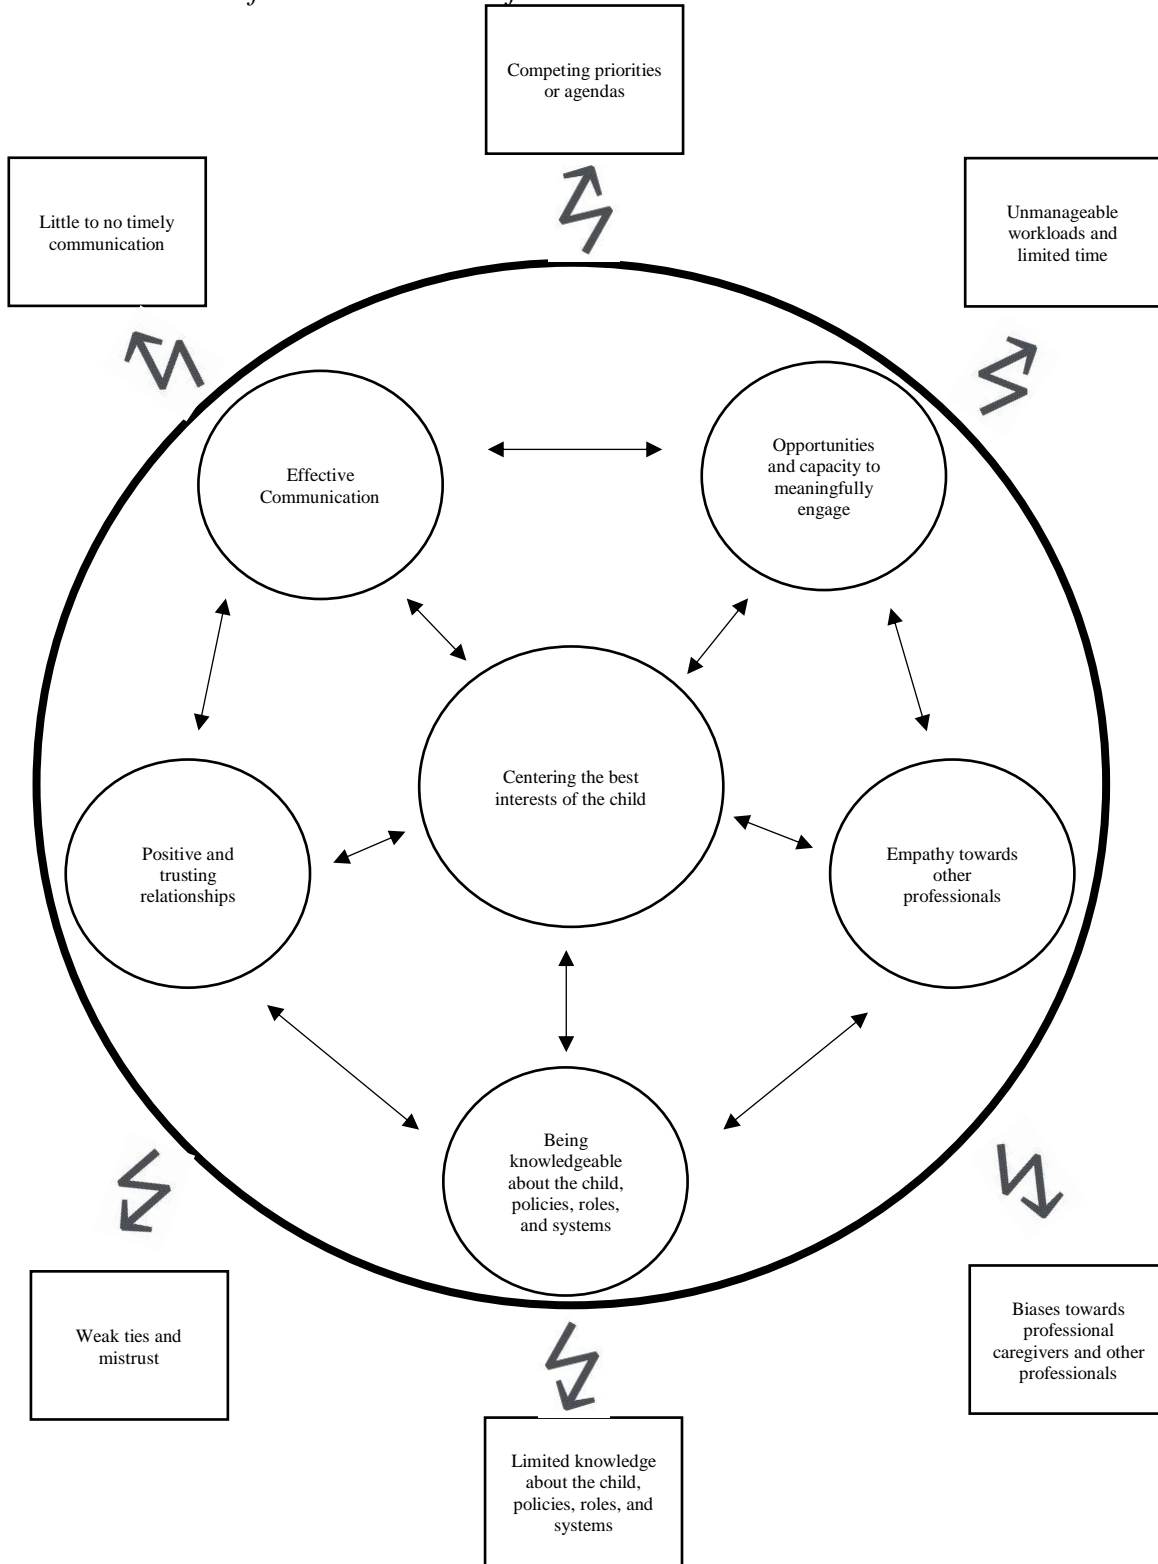 Competing priorities
or agendas
Little to no timely
communication
Unmanageable
workloads and
limited time
Effective
Communication
Opportunities
and capacity to
meaningfully
engage
Centering the best
interests of the child
Positive and
trusting
relationships
Empathy towards
other
professionals
Being
knowledgeable
about the child,
policies, roles,
and systems
Weak ties and
mistrust
Biases towards
professional
caregivers and other
professionals
Limited knowledge
about the child,
policies, roles, and
systems